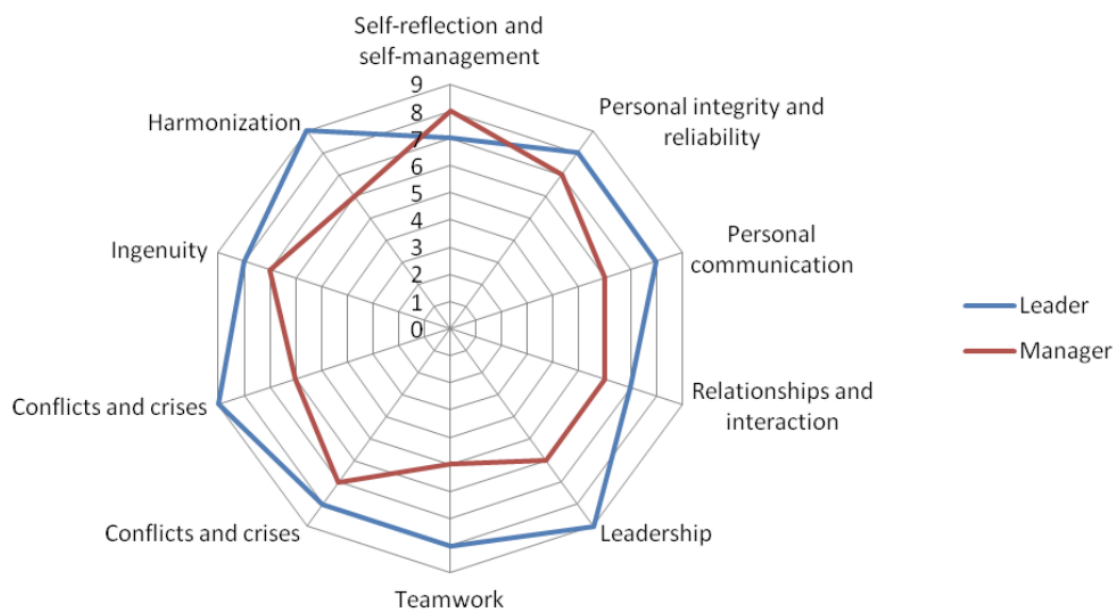 Self-reflection and
self-management
9
8
7
6
5
4
3
2
1
0
Personal integrity and
reliability
Personal
communication
Relationships and
interaction
Leadership
Teamwork
Conflicts and crises
Conflicts and crises
Ingenuity
Harmonization
Leader
Manager